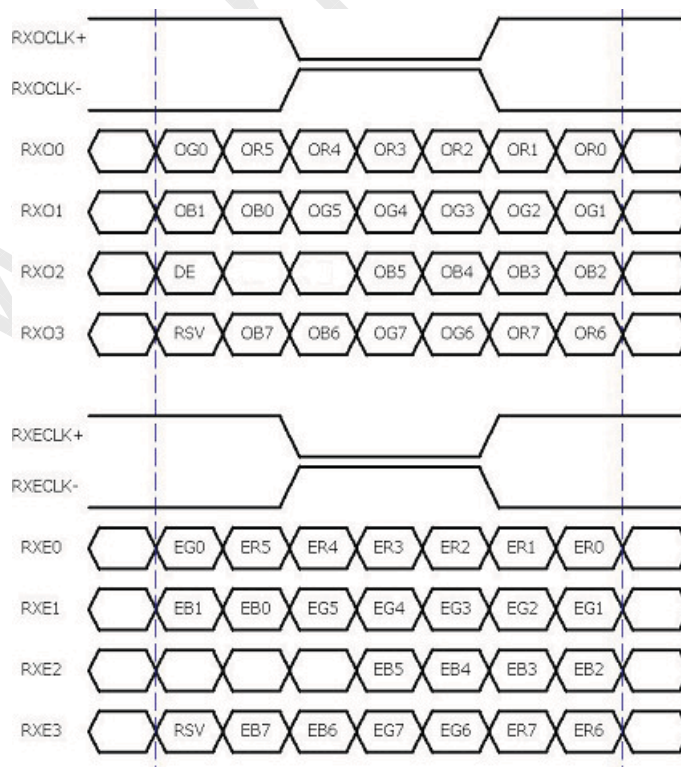 RXOCLK+
RXOCLK-
RXO0 OG0 OR5 OR4 OR3 OR2 OR1 OR0
RXO1 OB1 OB0 OG5 OG4 OG3 OG2 OG1
RXO2 DE OB5 OB4 OB3 OB2
RXO3 RSV OB7 OB6 OG7 OG6 OR7 OR6
RXECLK+
RXECLK-
RXE0 EG0 ER5 ER4 ER3 ER2 ER1 ER0
RXE1 EB1 EB0 EG5 EG4 EG3 EG2 EG1
RXE2 EB5 EB4 EB3 EB2
RXE3 RSV EB7 EB6 EG7 EG6 ER7 ER6